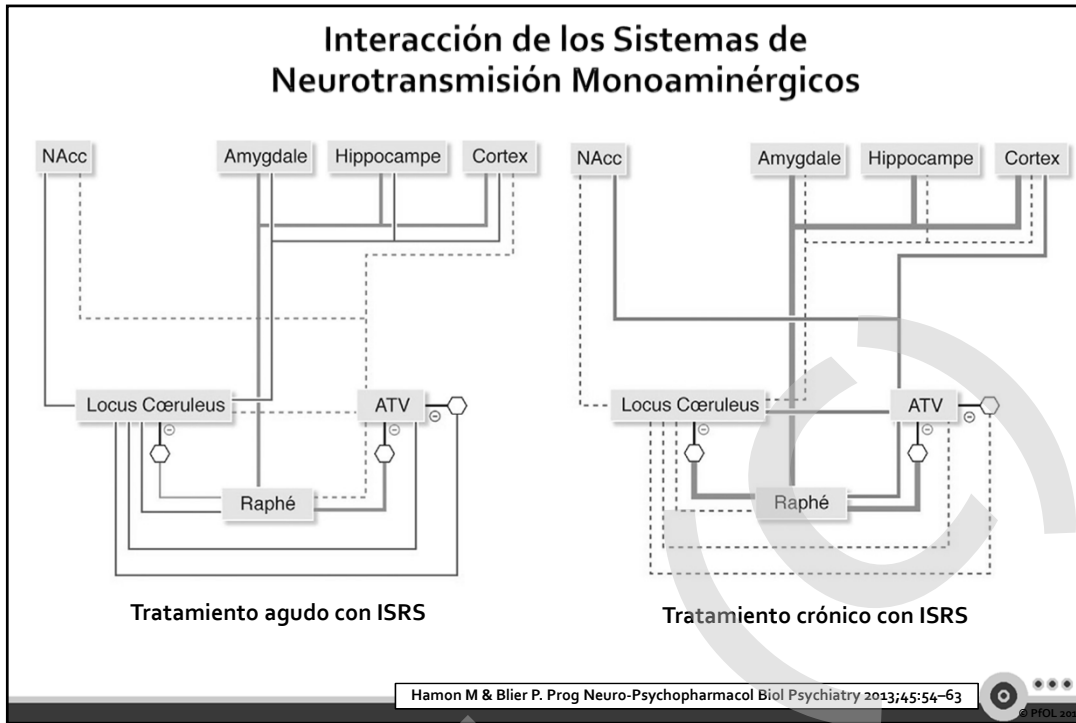 Interacción de los Sistemas de
Neurotransmisión Monoaminérgicos
NAcc
Amygdale
Hippocampe
Cortex
Locus Cœruleus
ATV
Raphé
Tratamiento agudo con ISRS
NAcc
Amygdale
Hippocampe
Cortex
Locus Cœruleus
ATV
Raphé
Tratamiento crónico con ISRS
Hamon M & Blier P. Prog Neuro-Psychopharmacol Biol Psychiatry 2013;45:54–63
© PfOL